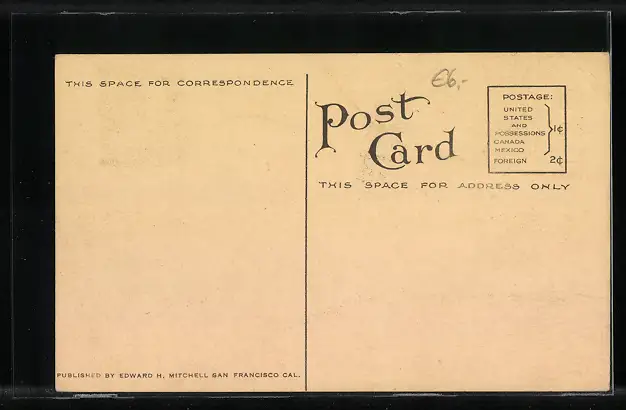 THIS SPACE FOR CORRESPONDENCE
€6,-
Post
Card
POSTAGE:
UNITED
STATES
AND
POSSESSIONS
CANADA
MEXICO
1¢
FOREIGN 2¢
THIS SPACE FOR ADDRESS ONLY
PUBLISHED BY EDWARD H. MITCHELL SAN FRANCISCO CAL.